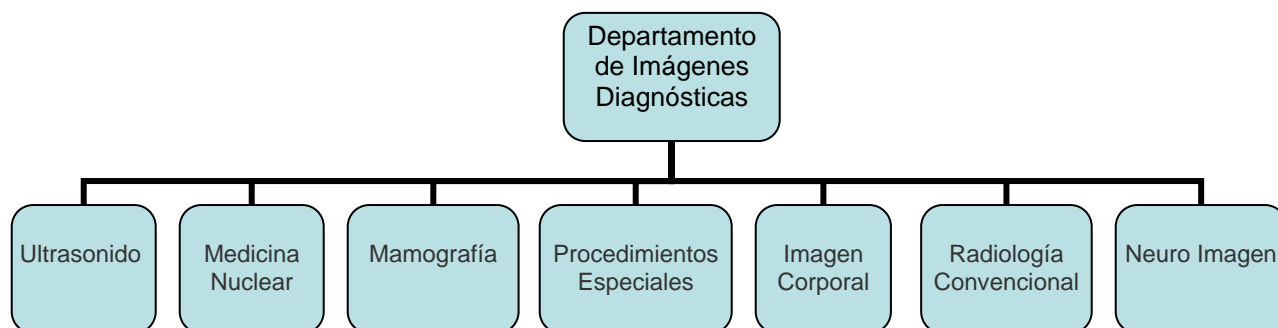 Departamento
de Imágenes
Diagnósticas
Ultrasonido
Medicina
Nuclear
Mamografía
Procedimientos
Especiales
Imagen
Corporal
Radiología
Convencional
Neuro Imagen